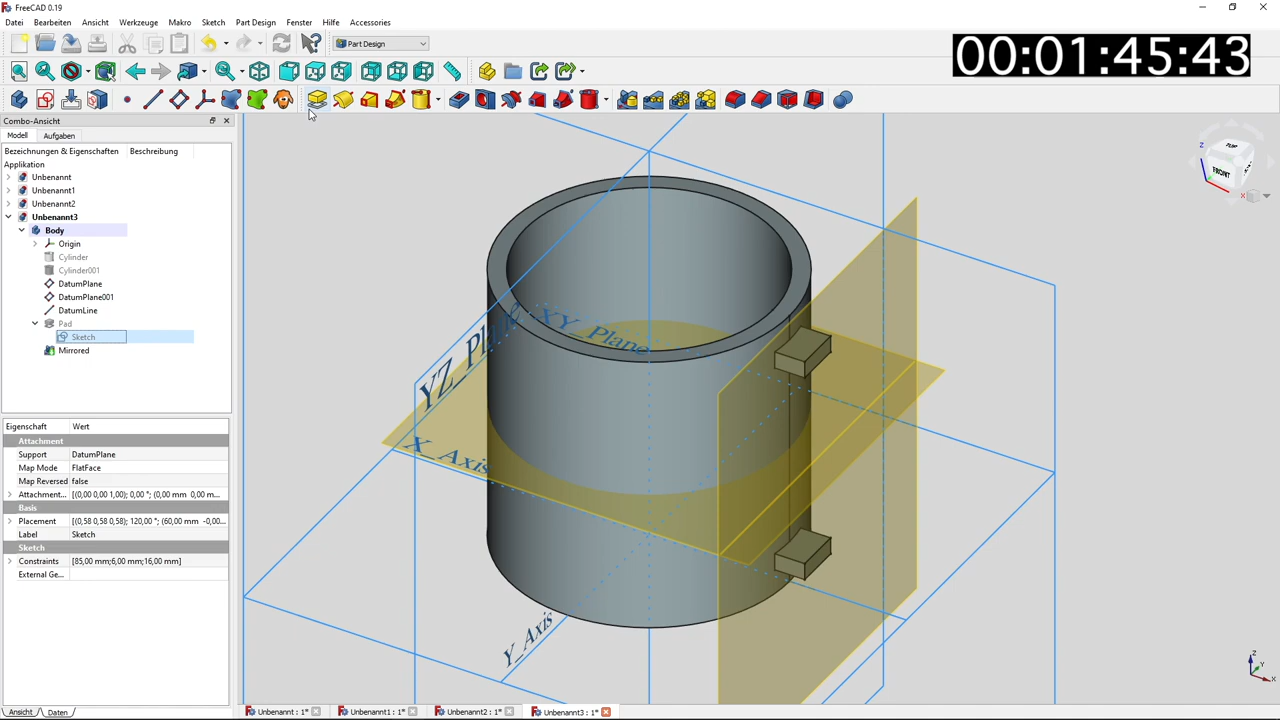 FreeCAD 0.19
00:01:45:43
Datei Bearbeiten Ansicht Werkzeuge Makro Sketch Part Design Fenster Hilfe Accessories
Part Design
Combo-Ansicht
Modell Aufgaben
Bezeichnungen & Eigenschaften Beschreibung
Applikation
Unbenannt
Unbenannt1
Unbenannt2
Unbenannt3
Body
Origin
Cylinder
Cylinder001
DatumPlane
DatumPlane001
DatumLine
Pad
Sketch
Mirrored
TOP
FRONT
Z
X
YZ_Plane
XY_Plane
X_Axis
Y_Axis
Eigenschaft Wert
Attachment
Support DatumPlane
Map Mode FlatFace
Map Reversed false
Attachment... [(0,00 0,00 1,00); 0,00 °; (0,00 mm 0,00 m...
Basis
Placement [(0,58 0,58 0,58); 120,00 °; (60,00 mm -0,00...
Label Sketch
Sketch
Constraints [85,00 mm;6,00 mm;16,00 mm]
External Ge...
Z
Y
X
Ansicht Daten
Unbenannt : 1* Unbenannt1 : 1* Unbenannt2 : 1* Unbenannt3 : 1*